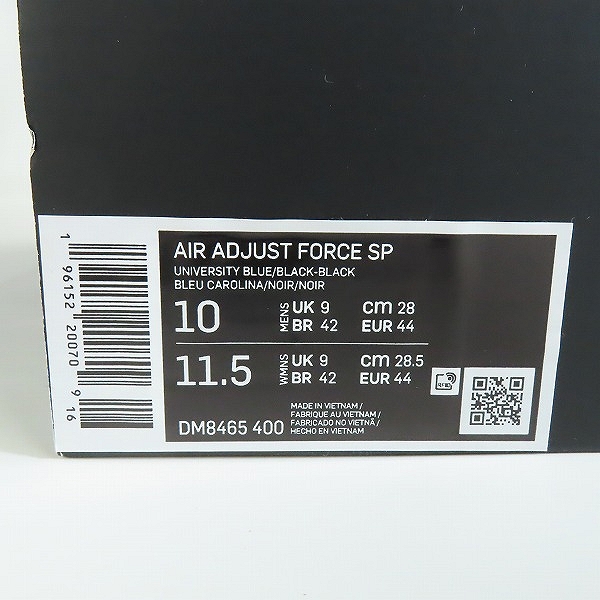 AIR ADJUST FORCE SP
UNIVERSITY BLUE/BLACK-BLACK
BLEU CAROLINA/NOIR/NOIR
10 MENS UK 9 CM 28
BR 42 EUR 44
11.5 WMNS UK 9 CM 28.5
BR 42 EUR 44
RFID
DM8465 400
MADE IN VIETNAM/
FABRIQUE AU VIETNAM/
FABRICADO NO VIETNÃ/
HECHO EN VIETNAM
1 96152 20070 9 16